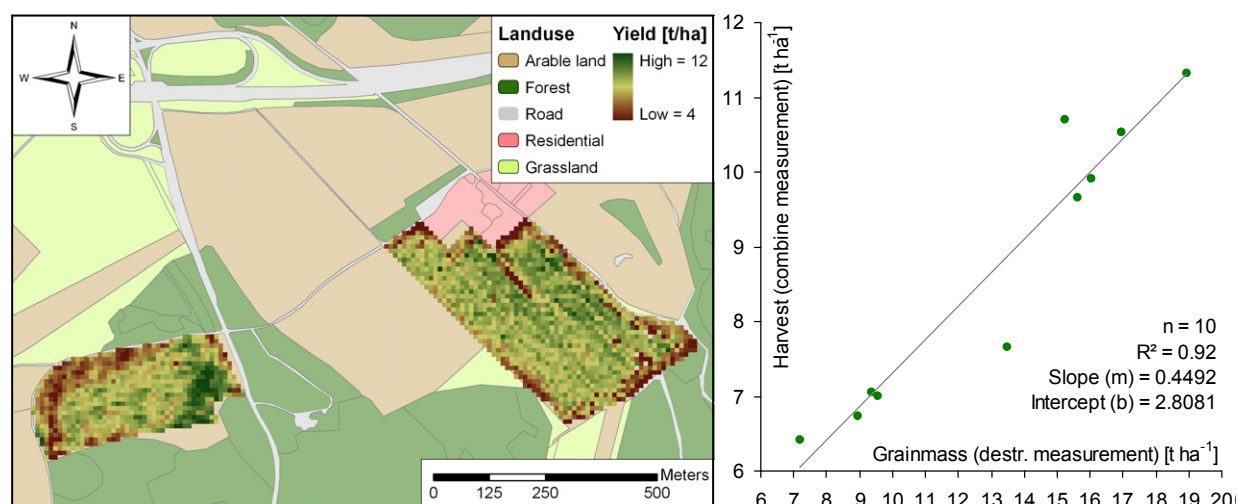 N
W E
S
Landuse
Arable land
Forest
Road
Residential
Grassland
Yield [t/ha]
High = 12
Low = 4
Meters
0 125 250 500
Harvest (combine measurement) [t ha⁻¹]
12
11
10
9
8
7
6
n = 10
R² = 0.92
Slope (m) = 0.4492
Intercept (b) = 2.8081
Grainmass (destr. measurement) [t ha⁻¹]
6 7 8 9 10 11 12 13 14 15 16 17 18 19 20